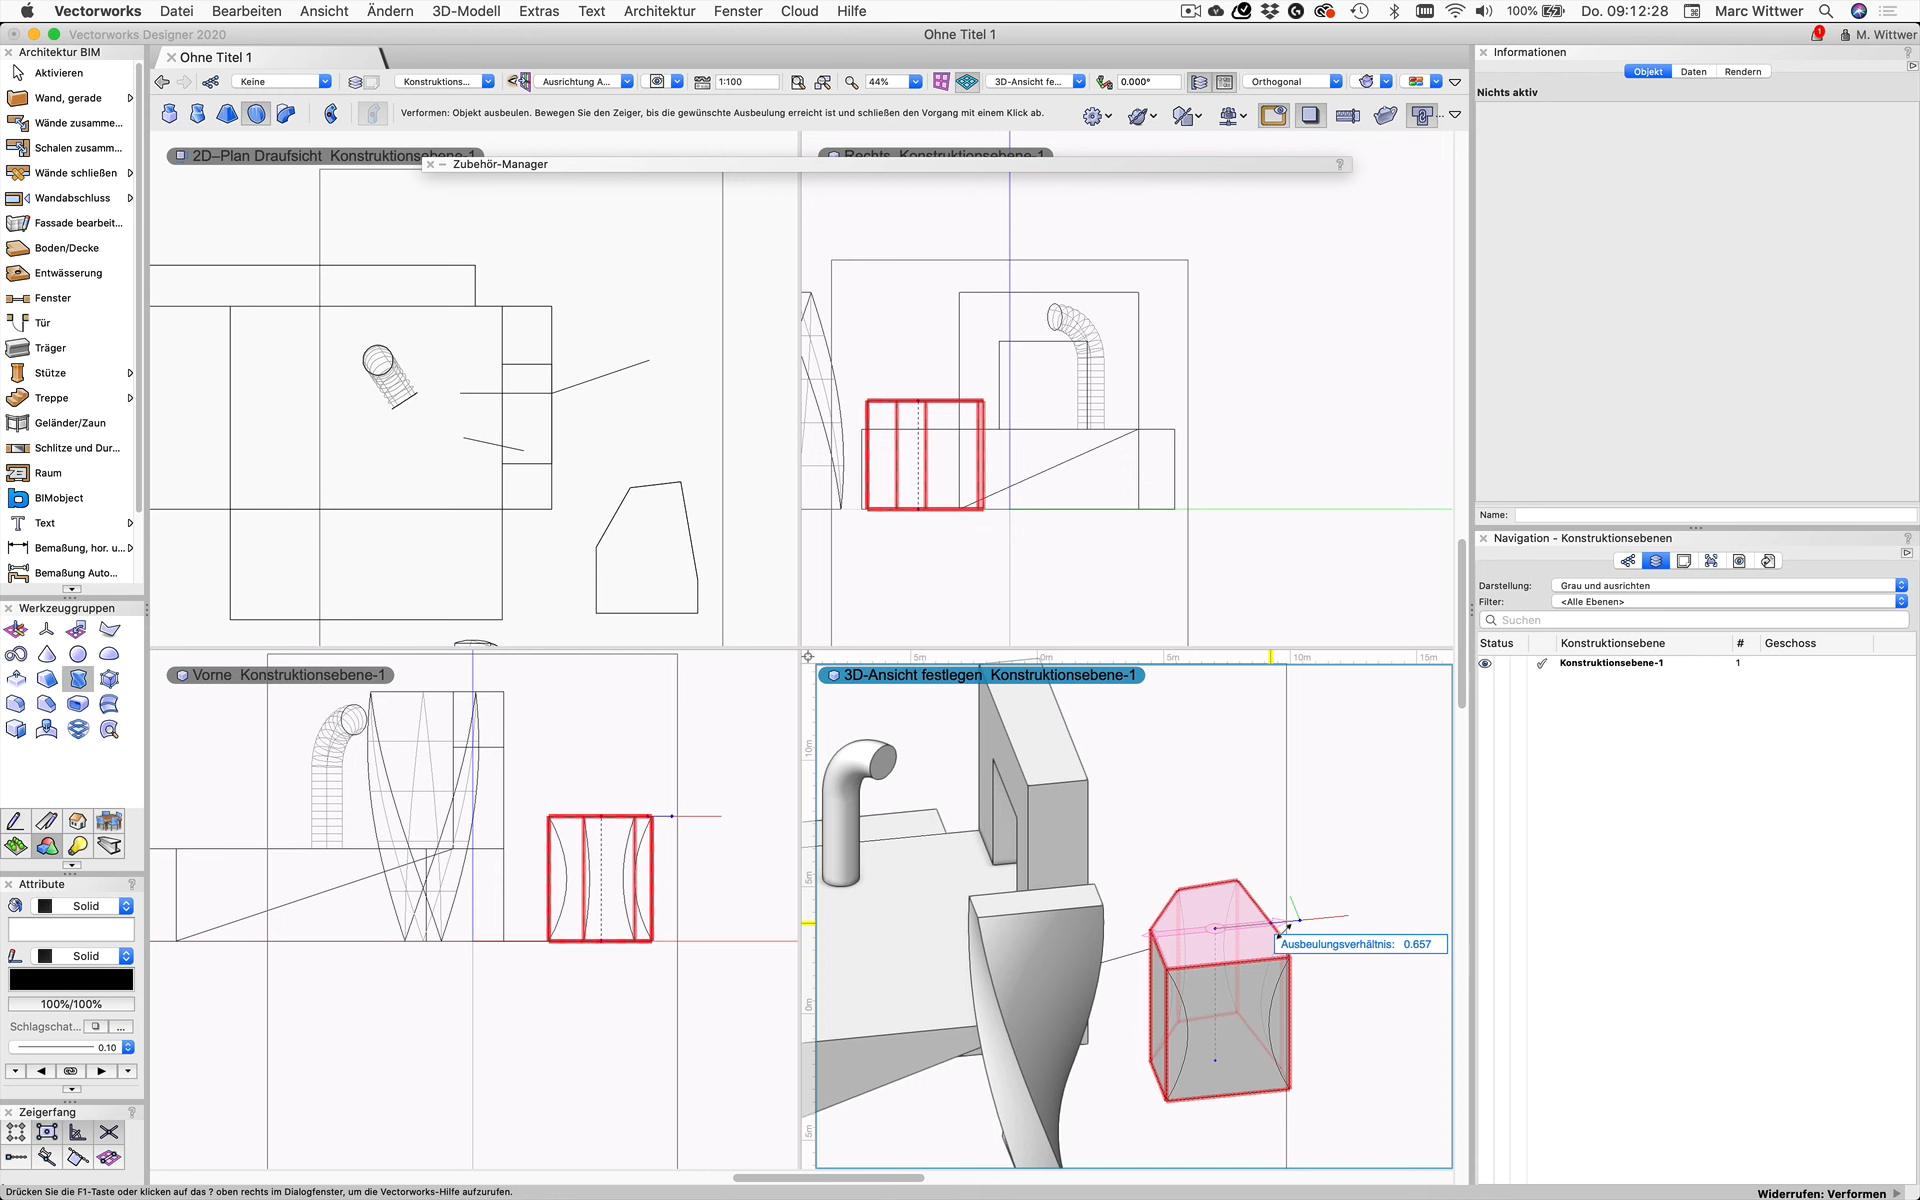 Vectorworks Datei Bearbeiten Ansicht Ändern 3D-Modell Extras Text Architektur Fenster Cloud Hilfe 100% Do. 09:12:28 Marc Wittwer
Vectorworks Designer 2020 Ohne Titel 1 1 M. Wittwer
Architektur BIM
Aktivieren
Wand, gerade
Wände zusamme...
Schalen zusamm...
Wände schließen
Wandabschluss
Fassade bearbeit...
Boden/Decke
Entwässerung
Fenster
Tür
Träger
Stütze
Treppe
Geländer/Zaun
Schlitze und Dur...
Raum
BIMobject
Text
Bemaßung, hor. u...
Bemaßung Auto...
Werkzeuggruppen
Attribute
Solid
Solid
100%/100%
Schlagschat... ...
0.10
Zeigerfang
Ohne Titel 1
Keine Konstruktions... Ausrichtung A... 1:100 44% 3D-Ansicht fe... 0.000° Orthogonal
Verformen: Objekt ausbeulen. Bewegen Sie den Zeiger, bis die gewünschte Ausbeulung erreicht ist und schließen den Vorgang mit einem Klick ab.
2D-Plan Draufsicht Konstruktionsebene-1
Rechts Konstruktionsebene-1
Zubehör-Manager ?
Vorne Konstruktionsebene-1
5m 0m 5m 10m 15m
3D-Ansicht festlegen Konstruktionsebene-1
10m
5m
0m
5m
Ausbeulungsverhältnis: 0.657
Informationen
Objekt Daten Rendern
Nichts aktiv
Name:
Navigation - Konstruktionsebenen
Darstellung: Grau und ausrichten
Filter: <Alle Ebenen>
Suchen
Status Konstruktionsebene # Geschoss
Konstruktionsebene-1 1
Drücken Sie die F1-Taste oder klicken auf das ? oben rechts im Dialogfenster, um die Vectorworks-Hilfe aufzurufen.
Widerrufen: Verformen